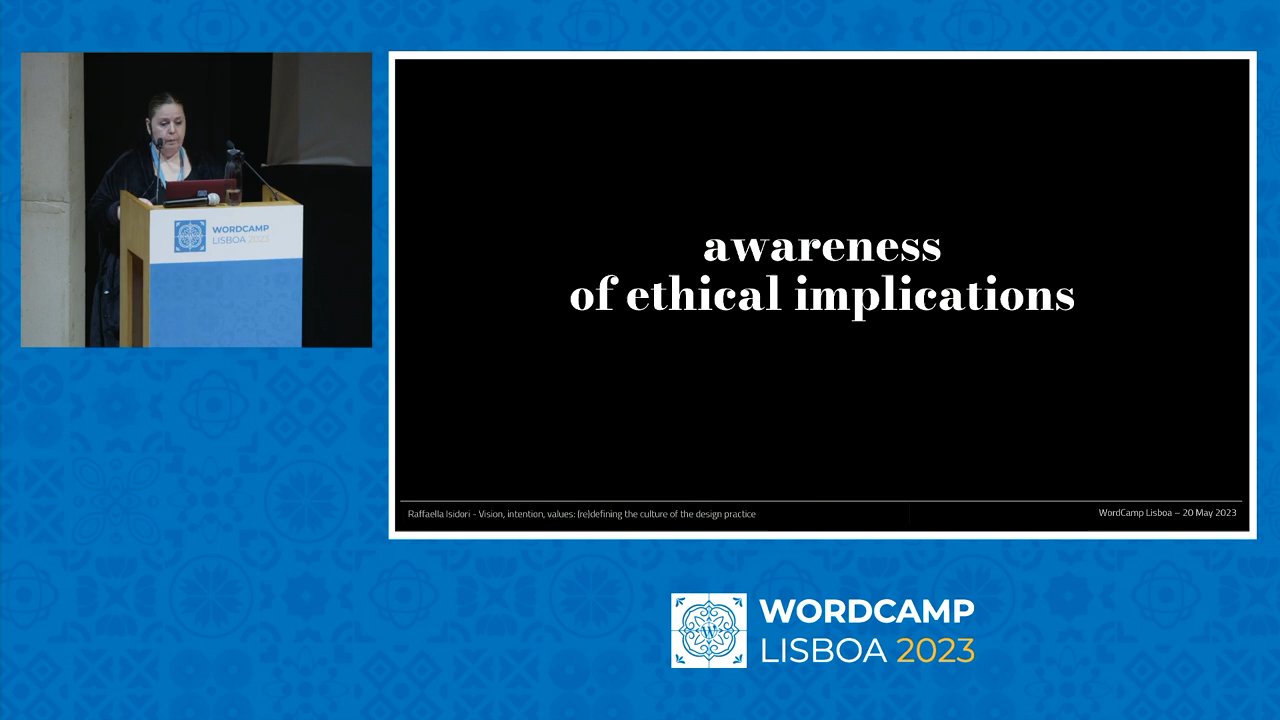 WORDCAMP
LISBOA 2023
awareness
of ethical implications
Raffaella Isidori - Vision, intention, values: (re)defining the culture of the design practice
WordCamp Lisboa – 20 May 2023
WORDCAMP
LISBOA 2023